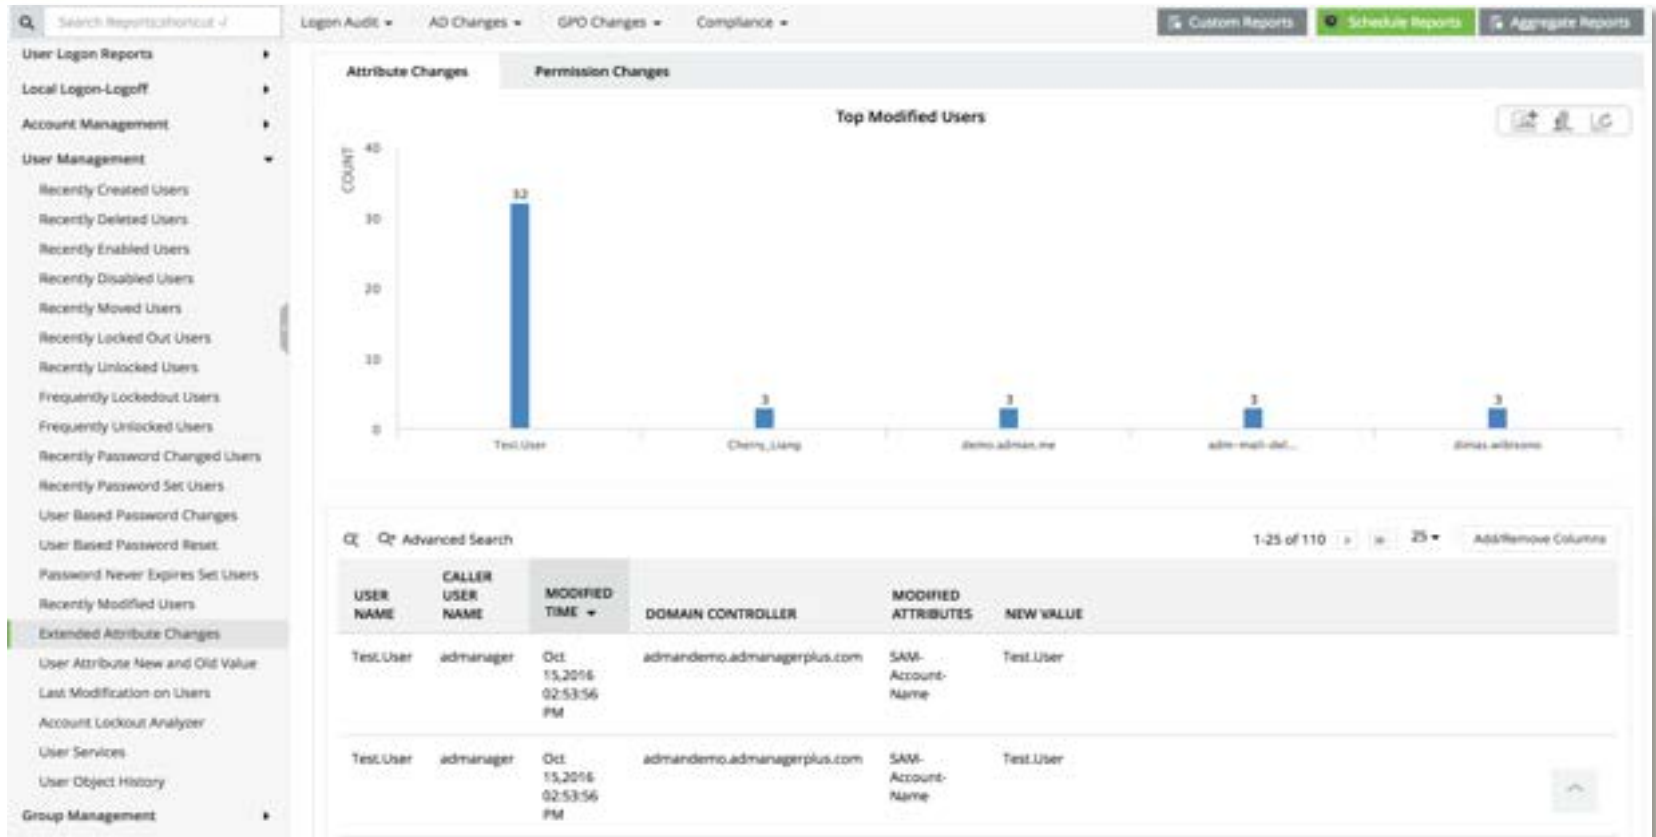 Search Reports(shortcut -/
Logon Audit
AD Changes
GPO Changes
Compliance
Custom Reports
Schedule Reports
Aggregate Reports
User Logon Reports
Local Logon-Logoff
Account Management
User Management
Recently Created Users
Recently Deleted Users
Recently Enabled Users
Recently Disabled Users
Recently Moved Users
Recently Locked Out Users
Recently Unlocked Users
Frequently Lockedout Users
Frequently Unlocked Users
Recently Password Changed Users
Recently Password Set Users
User Based Password Changes
User Based Password Reset
Password Never Expires Set Users
Recently Modified Users
Extended Attribute Changes
User Attribute New and Old Value
Last Modification on Users
Account Lockout Analyzer
User Services
User Object History
Group Management
Attribute Changes
Permission Changes
Top Modified Users
COUNT
40
30
20
10
0
32
3
3
3
3
Test.User
Cherry_Liang
demo.adman.me
adm-mail-del...
dimas.wibisono
Advanced Search
1-25 of 110
25
Add/Remove Columns
USER NAME
CALLER USER NAME
MODIFIED TIME
DOMAIN CONTROLLER
MODIFIED ATTRIBUTES
NEW VALUE
Test.User
admanager
Oct 15,2016 02:53:56 PM
admandemo.admanagerplus.com
SAM-Account-Name
Test.User
Test.User
admanager
Oct 15,2016 02:53:56 PM
admandemo.admanagerplus.com
SAM-Account-Name
Test.User